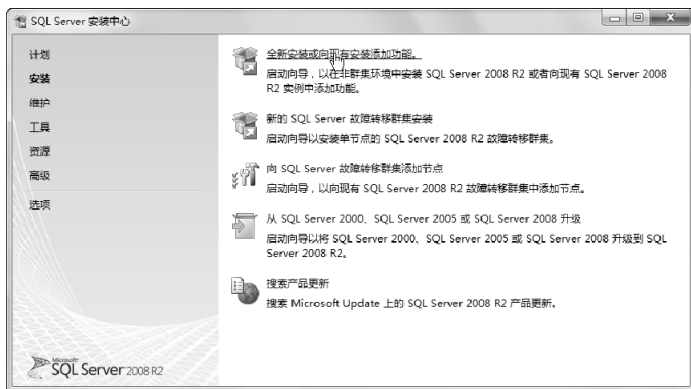 SQL Server 安装中心
计划
安装
维护
工具
资源
高级
选项
全新安装或向现有安装添加功能。
启动向导，以在非群集环境中安装 SQL Server 2008 R2 或者向现有 SQL Server 2008
R2 实例中添加功能。
新的 SQL Server 故障转移群集安装
启动向导以安装单节点的 SQL Server 2008 R2 故障转移群集。
向 SQL Server 故障转移群集添加节点
启动向导，以向现有 SQL Server 2008 R2 故障转移群集中添加节点。
从 SQL Server 2000、SQL Server 2005 或 SQL Server 2008 升级
启动向导以将 SQL Server 2000、SQL Server 2005 或 SQL Server 2008 升级到 SQL
Server 2008 R2。
搜索产品更新
搜索 Microsoft Update 上的 SQL Server 2008 R2 产品更新。
Microsoft
SQL Server 2008 R2